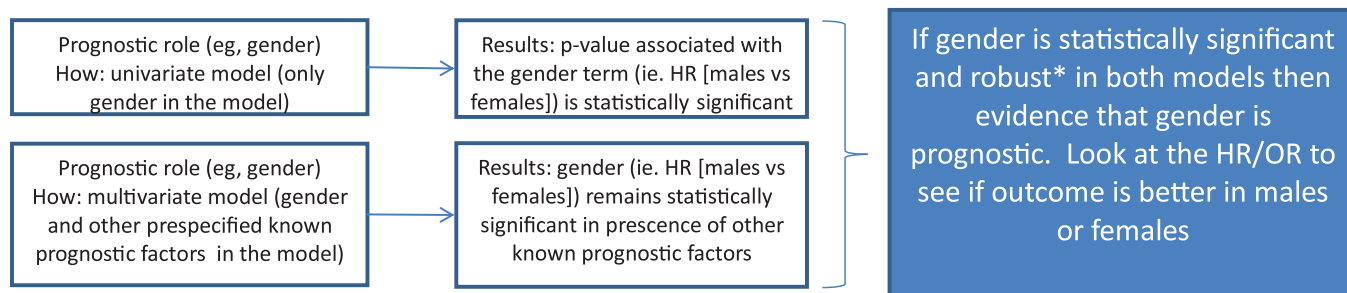 Prognostic role (eg, gender)
How: univariate model (only
gender in the model)
Results: p-value associated with
the gender term (ie. HR [males vs
females]) is statistically significant
Prognostic role (eg, gender)
How: multivariate model (gender
and other prespecified known
prognostic factors in the model)
Results: gender (ie. HR [males vs
females]) remains statistically
significant in prescence of other
known prognostic factors
If gender is statistically significant
and robust* in both models then
evidence that gender is
prognostic. Look at the HR/OR to
see if outcome is better in males
or females